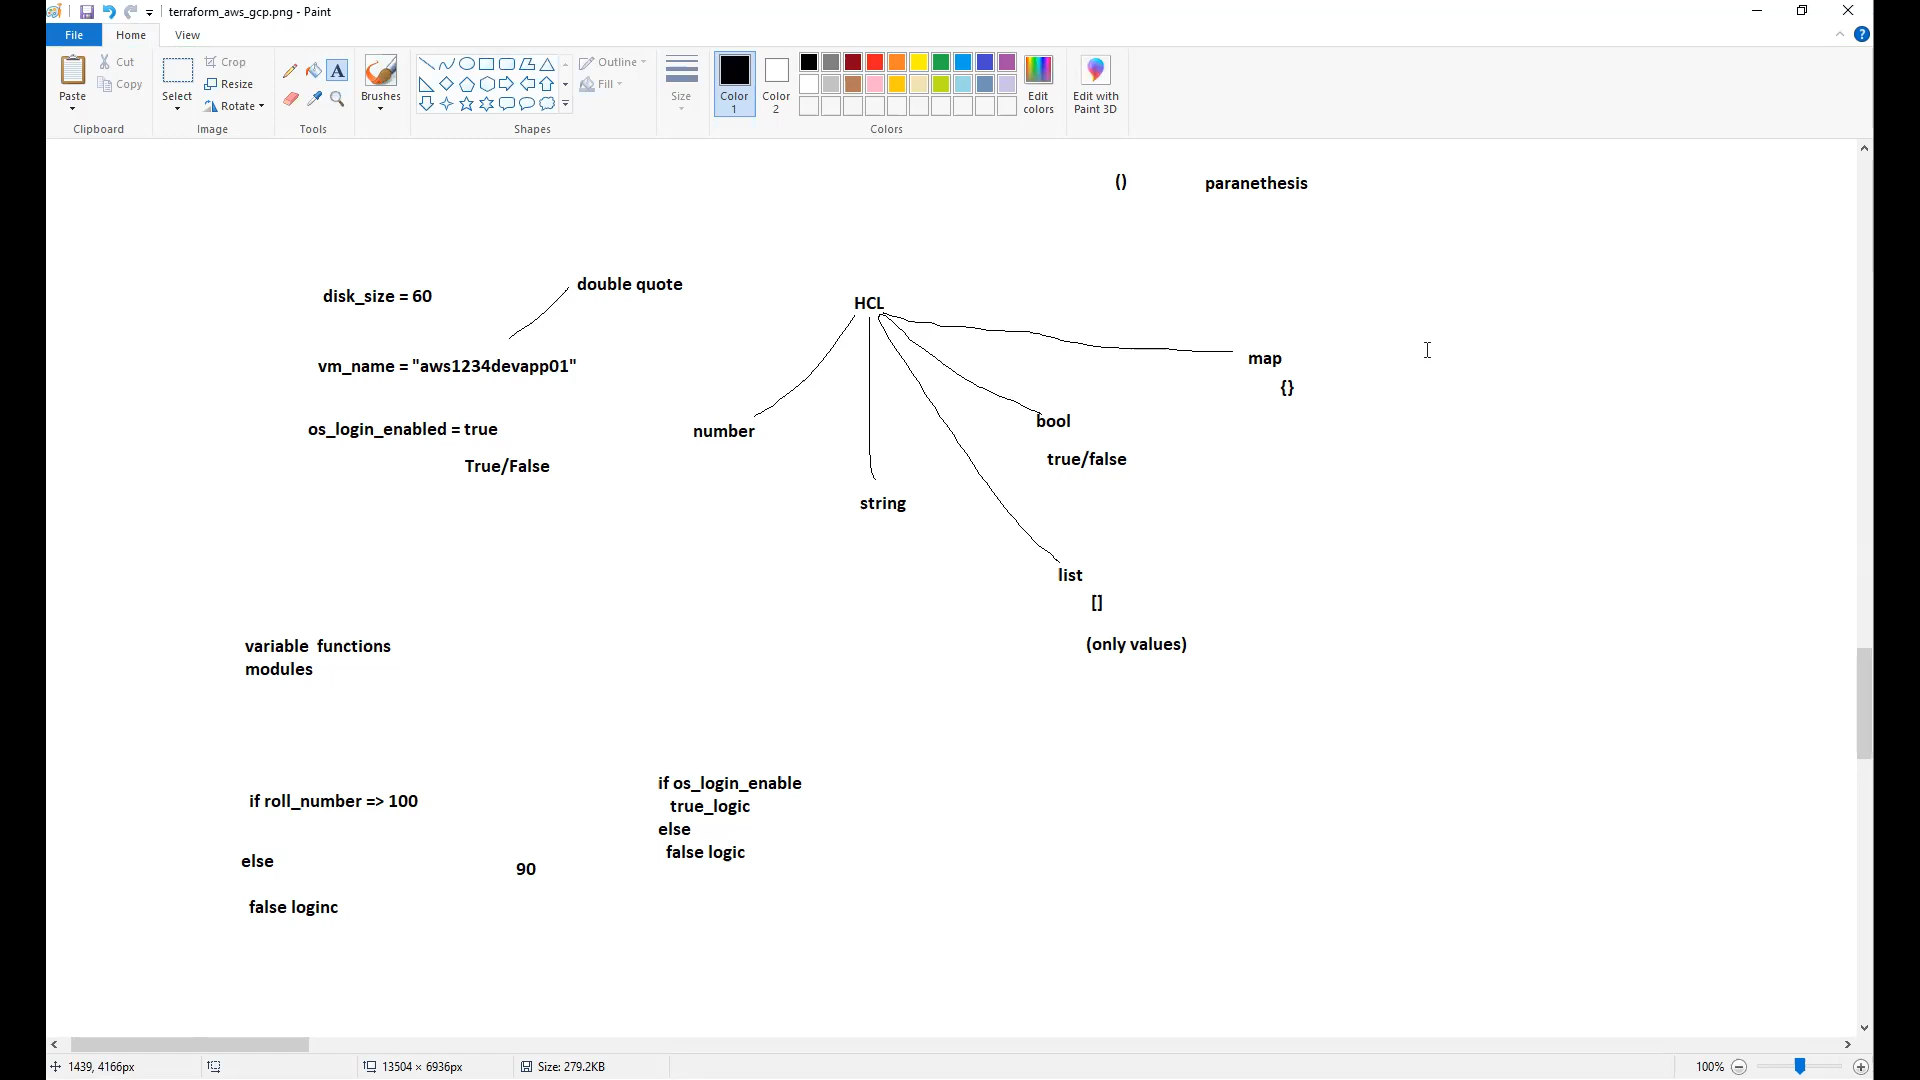 terraform_aws_gcp.png - Paint
File Home View
Paste
Cut
Copy
Clipboard
Select
Crop
Resize
Rotate
Image
A
Tools
Brushes
Outline
Fill
Shapes
Size
Color 1
Color 2
Edit colors
Colors
Edit with Paint 3D
() paranethesis
disk_size = 60
double quote
HCL
vm_name = "aws1234devapp01"
map
{}
os_login_enabled = true
number
bool
True/False
true/false
string
list
[]
variable functions
modules
(only values)
if roll_number => 100
else
90
false loginc
if os_login_enable
true_logic
else
false logic
1439, 4166px
13504 × 6936px
Size: 279.2KB
100%